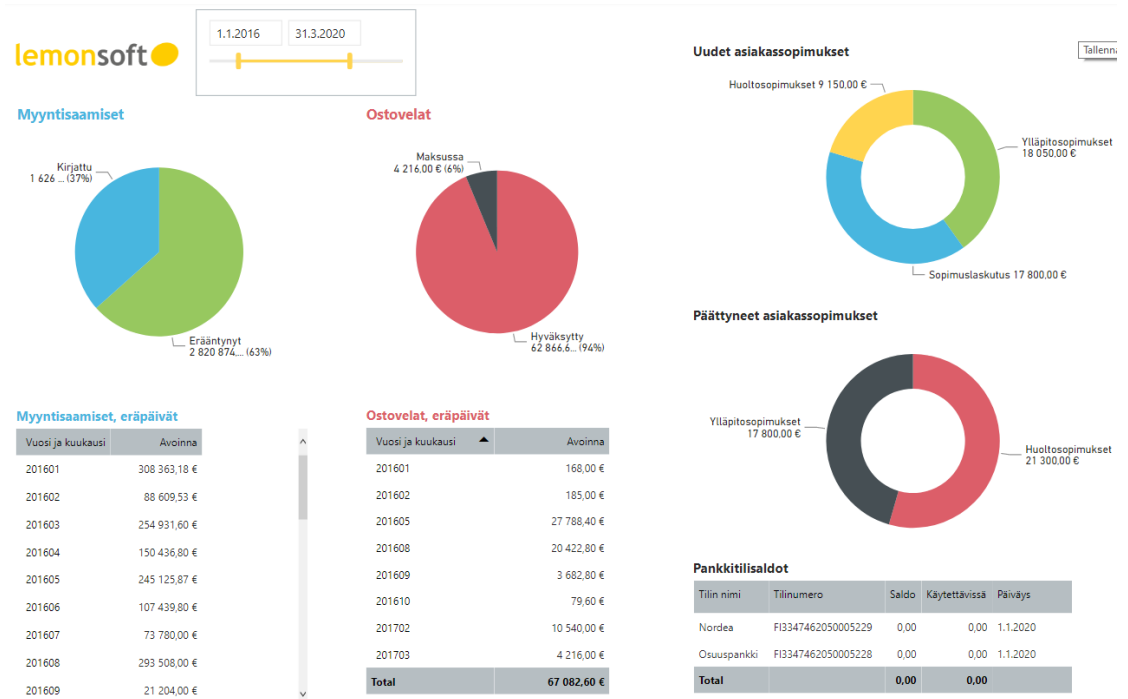 lemonsoft
1.1.2016 31.3.2020
Myyntisaamiset
Kirjattu
1 626 ... (37%)
Erääntynyt
2 820 874,... (63%)
Ostovelat
Maksussa
4 216,00 € (6%)
Hyväksytty
62 866,6... (94%)
Uudet asiakassopimukset
Tallenna
Huoltosopimukset 9 150,00 €
Ylläpitosopimukset
18 050,00 €
Sopimuslaskutus 17 800,00 €
Päättyneet asiakassopimukset
Ylläpitosopimukset
17 800,00 €
Huoltosopimukset
21 300,00 €
Myyntisaamiset, eräpäivät
Vuosi ja kuukausi Avoinna
201601 308 363,18 €
201602 88 609,53 €
201603 254 931,60 €
201604 150 436,80 €
201605 245 125,87 €
201606 107 439,80 €
201607 73 780,00 €
201608 293 508,00 €
201609 21 204,00 €
Ostovelat, eräpäivät
Vuosi ja kuukausi Avoinna
201601 168,00 €
201602 185,00 €
201605 27 788,40 €
201608 20 422,80 €
201609 3 682,80 €
201610 79,60 €
201702 10 540,00 €
201703 4 216,00 €
Total 67 082,60 €
Pankkitilisaldot
Tilin nimi Tilinumero Saldo Käytettävissä Päiväys
Nordea FI3347462050005229 0,00 0,00 1.1.2020
Osuuspankki FI3347462050005228 0,00 0,00 1.1.2020
Total 0,00 0,00